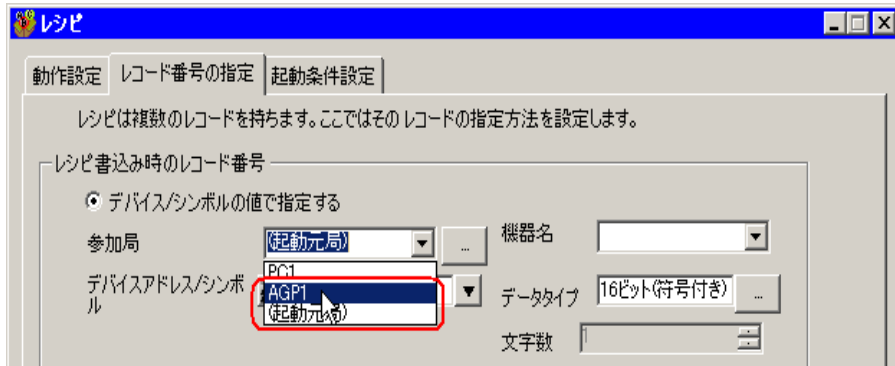 レシピ
動作設定 レコード番号の指定 起動条件設定
レシピは複数のレコードを持ちます。ここではそのレコードの指定方法を設定します。
レシピ書込み時のレコード番号
デバイス/シンボルの値で指定する
参加局 (起動元局) ... 機器名
PC1
デバイスアドレス/シンボ
ル
AGP1
(起動元局)
データタイプ 16ビット(符号付き) ...
文字数 1